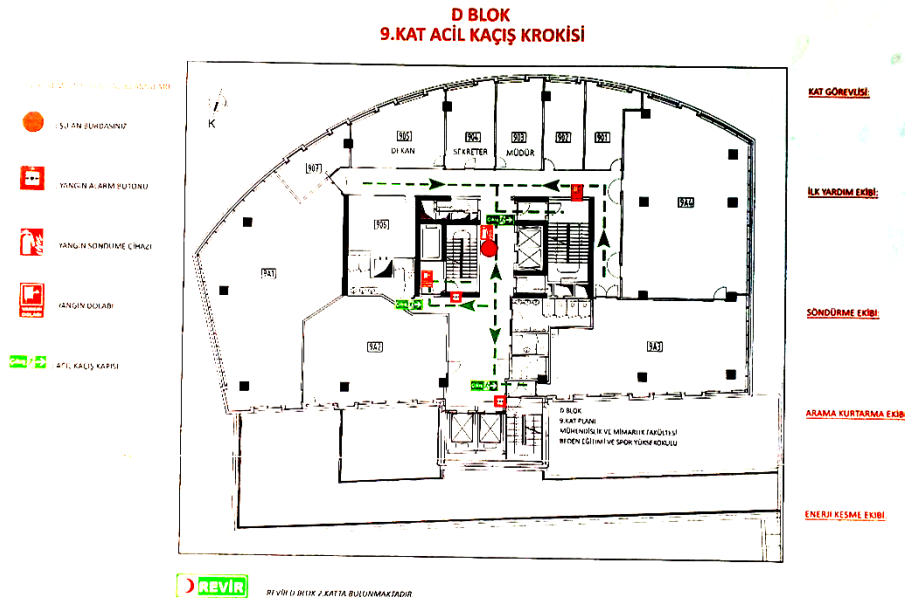 D BLOK
9.KAT ACİL KAÇIŞ KROKİSİ
KAT GÖREVLİSİ:
K
905
DEKAN
904
SEKRETER
903
MÜDÜR
902
901
907
: ŞU AN BURDASINIZ
: YANGIN ALARM BUTONU
İLK YARDIM EKİBİ:
9A4
906
: YANGIN SÖNDÜRME CİHAZI
9A1
: YANGIN DOLABI
SÖNDÜRME EKİBİ:
9A2
9A3
: ACİL KAÇIŞ KAPISI
D BLOK
9.KAT PLANI
MÜHENDİSLİK VE MİMARLIK FAKÜLTESİ
BEDEN EĞİTİMİ VE SPOR YÜKSEKOKULU
ARAMA KURTARMA EKİBİ:
ENERJİ KESME EKİBİ:
REVİR
REVİR D BLOK 2.KATTA BULUNMAKTADIR